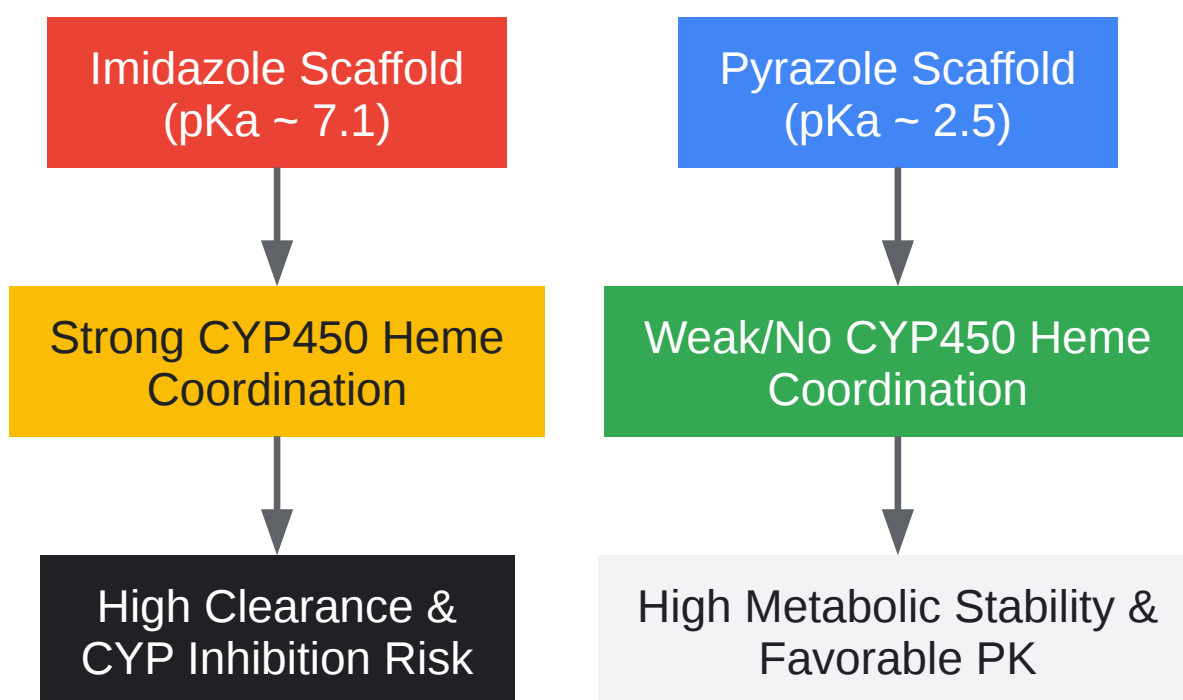 Imidazole Scaffold
(pKa ~ 7.1)
Strong CYP450 Heme
Coordination
High Clearance &
CYP Inhibition Risk
Pyrazole Scaffold
(pKa ~ 2.5)
Weak/No CYP450 Heme
Coordination
High Metabolic Stability &
Favorable PK